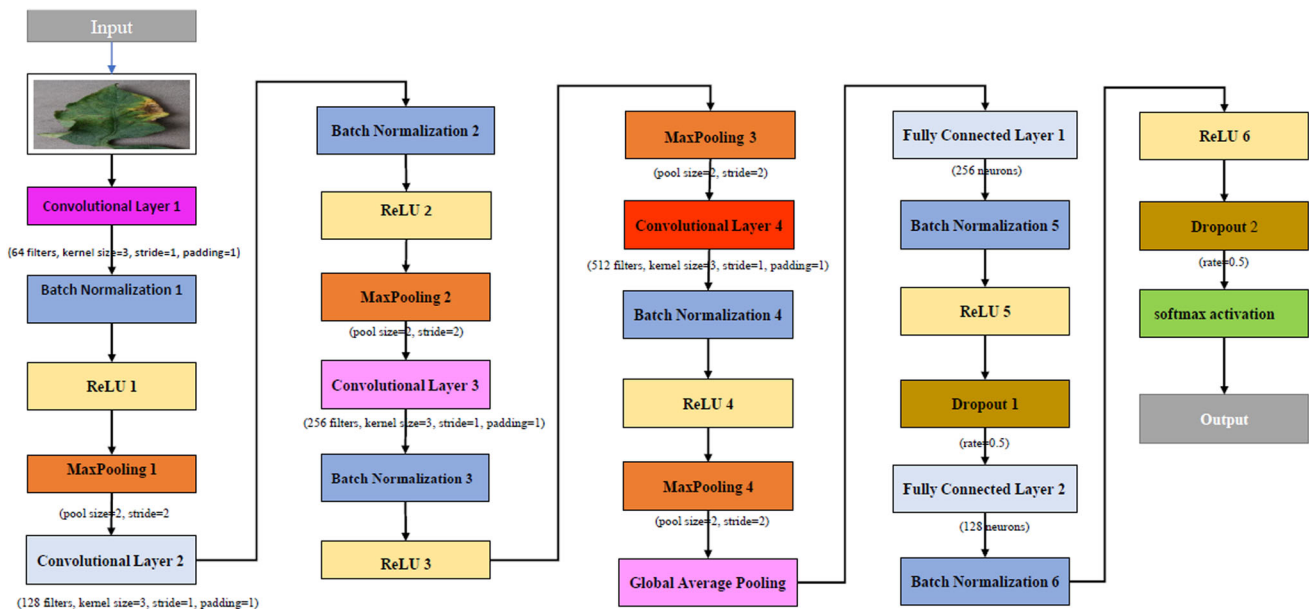 Input
Convolutional Layer 1
(64 filters, kernel size=3, stride=1, padding=1)
Batch Normalization 1
ReLU 1
MaxPooling 1
(pool size=2, stride=2
Convolutional Layer 2
(128 filters, kernel size=3, stride=1, padding=1)
Batch Normalization 2
ReLU 2
MaxPooling 2
(pool size=2, stride=2)
Convolutional Layer 3
(256 filters, kernel size=3, stride=1, padding=1)
Batch Normalization 3
ReLU 3
MaxPooling 3
(pool size=2, stride=2)
Convolutional Layer 4
(512 filters, kernel size=3, stride=1, padding=1)
Batch Normalization 4
ReLU 4
MaxPooling 4
(pool size=2, stride=2)
Global Average Pooling
Fully Connected Layer 1
(256 neurons)
Batch Normalization 5
ReLU 5
Dropout 1
(rate=0.5)
Fully Connected Layer 2
(128 neurons)
Batch Normalization 6
ReLU 6
Dropout 2
(rate=0.5)
softmax activation
Output